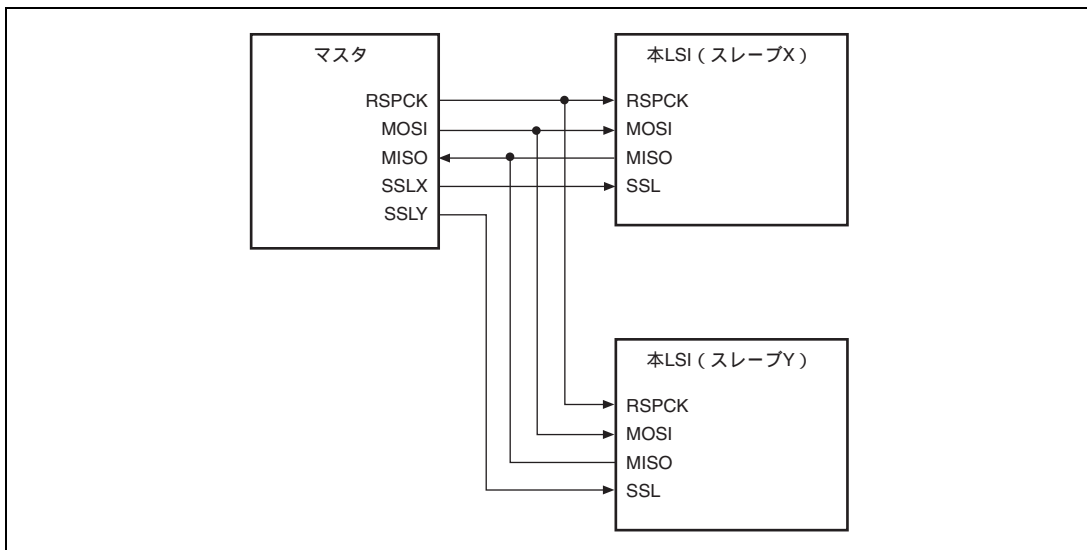 マスタ
RSPCK
MOSI
MISO
SSLX
SSLY
本LSI（スレーブX）
RSPCK
MOSI
MISO
SSL
本LSI（スレーブY）
RSPCK
MOSI
MISO
SSL